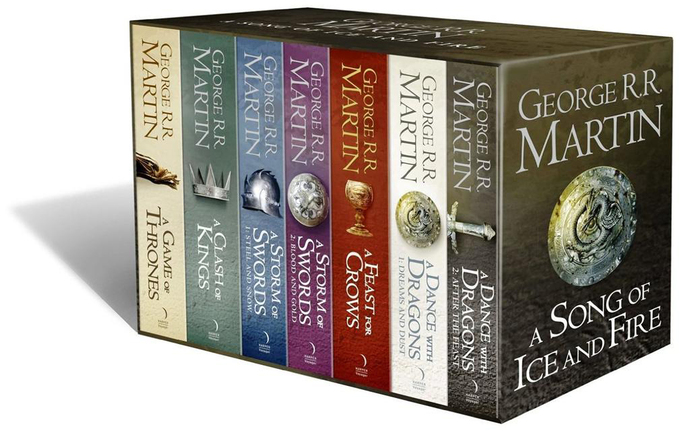 MARTIN
A SONG OF ICE AND FIRE
GEORGE R.R.
MARTIN
A GAME OF
THRONES
GEORGE R.R.
MARTIN
A CLASH OF
KINGS
GEORGE R.R.
MARTIN
A STORM OF
SWORDS
1: STEEL AND SNOW
GEORGE R.R.
MARTIN
A STORM OF
SWORDS
2: BLOOD AND GOLD
GEORGE R.R.
MARTIN
A FEAST FOR
CROWS
GEORGE R.R.
MARTIN
A DANCE WITH
DRAGONS
1: DREAMS AND DUST
GEORGE R.R.
MARTIN
A DANCE WITH
DRAGONS
2: AFTER THE FEAST
GEORGE R.R.
MARTIN
A SONG OF
ICE AND FIRE